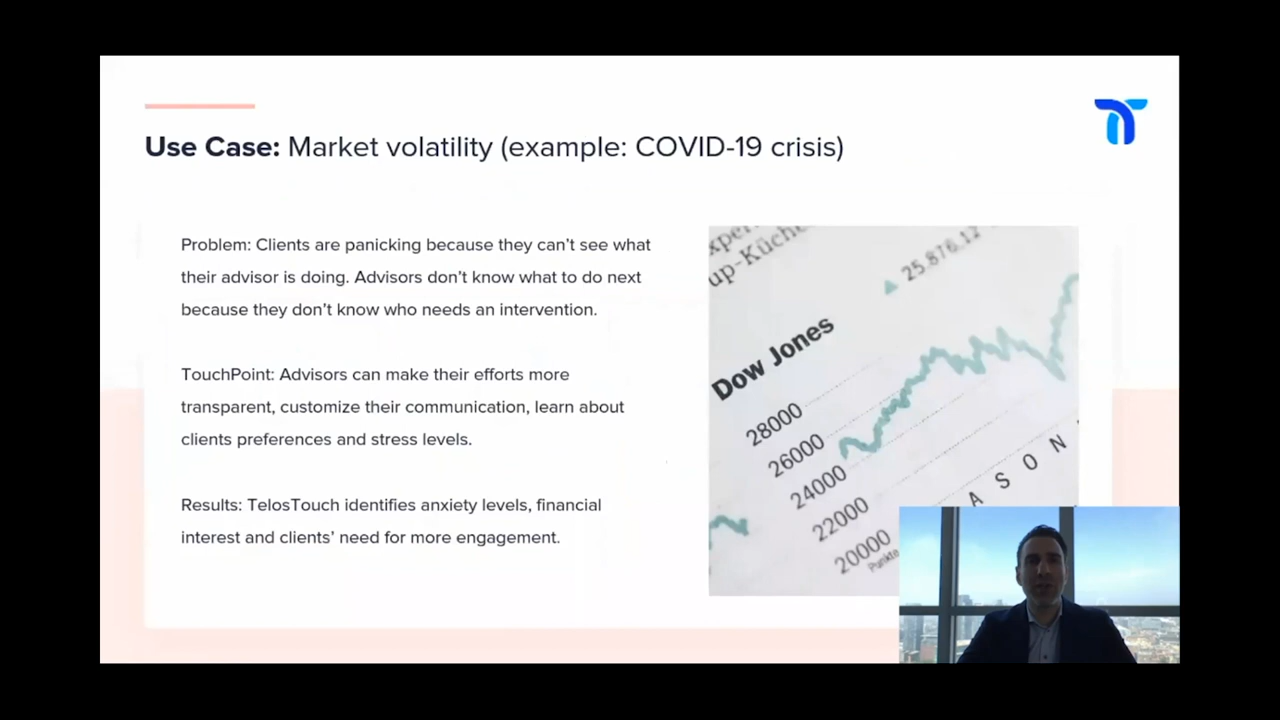 Use Case: Market volatility (example: COVID-19 crisis)
Problem: Clients are panicking because they can’t see what
their advisor is doing. Advisors don’t know what to do next
because they don’t know who needs an intervention.
TouchPoint: Advisors can make their efforts more
transparent, customize their communication, learn about
clients preferences and stress levels.
Results: TelosTouch identifies anxiety levels, financial
interest and clients’ need for more engagement.
up-Küche
25.876,12
Dow Jones
28000
26000
24000
22000
20000
Punkte
A S O N